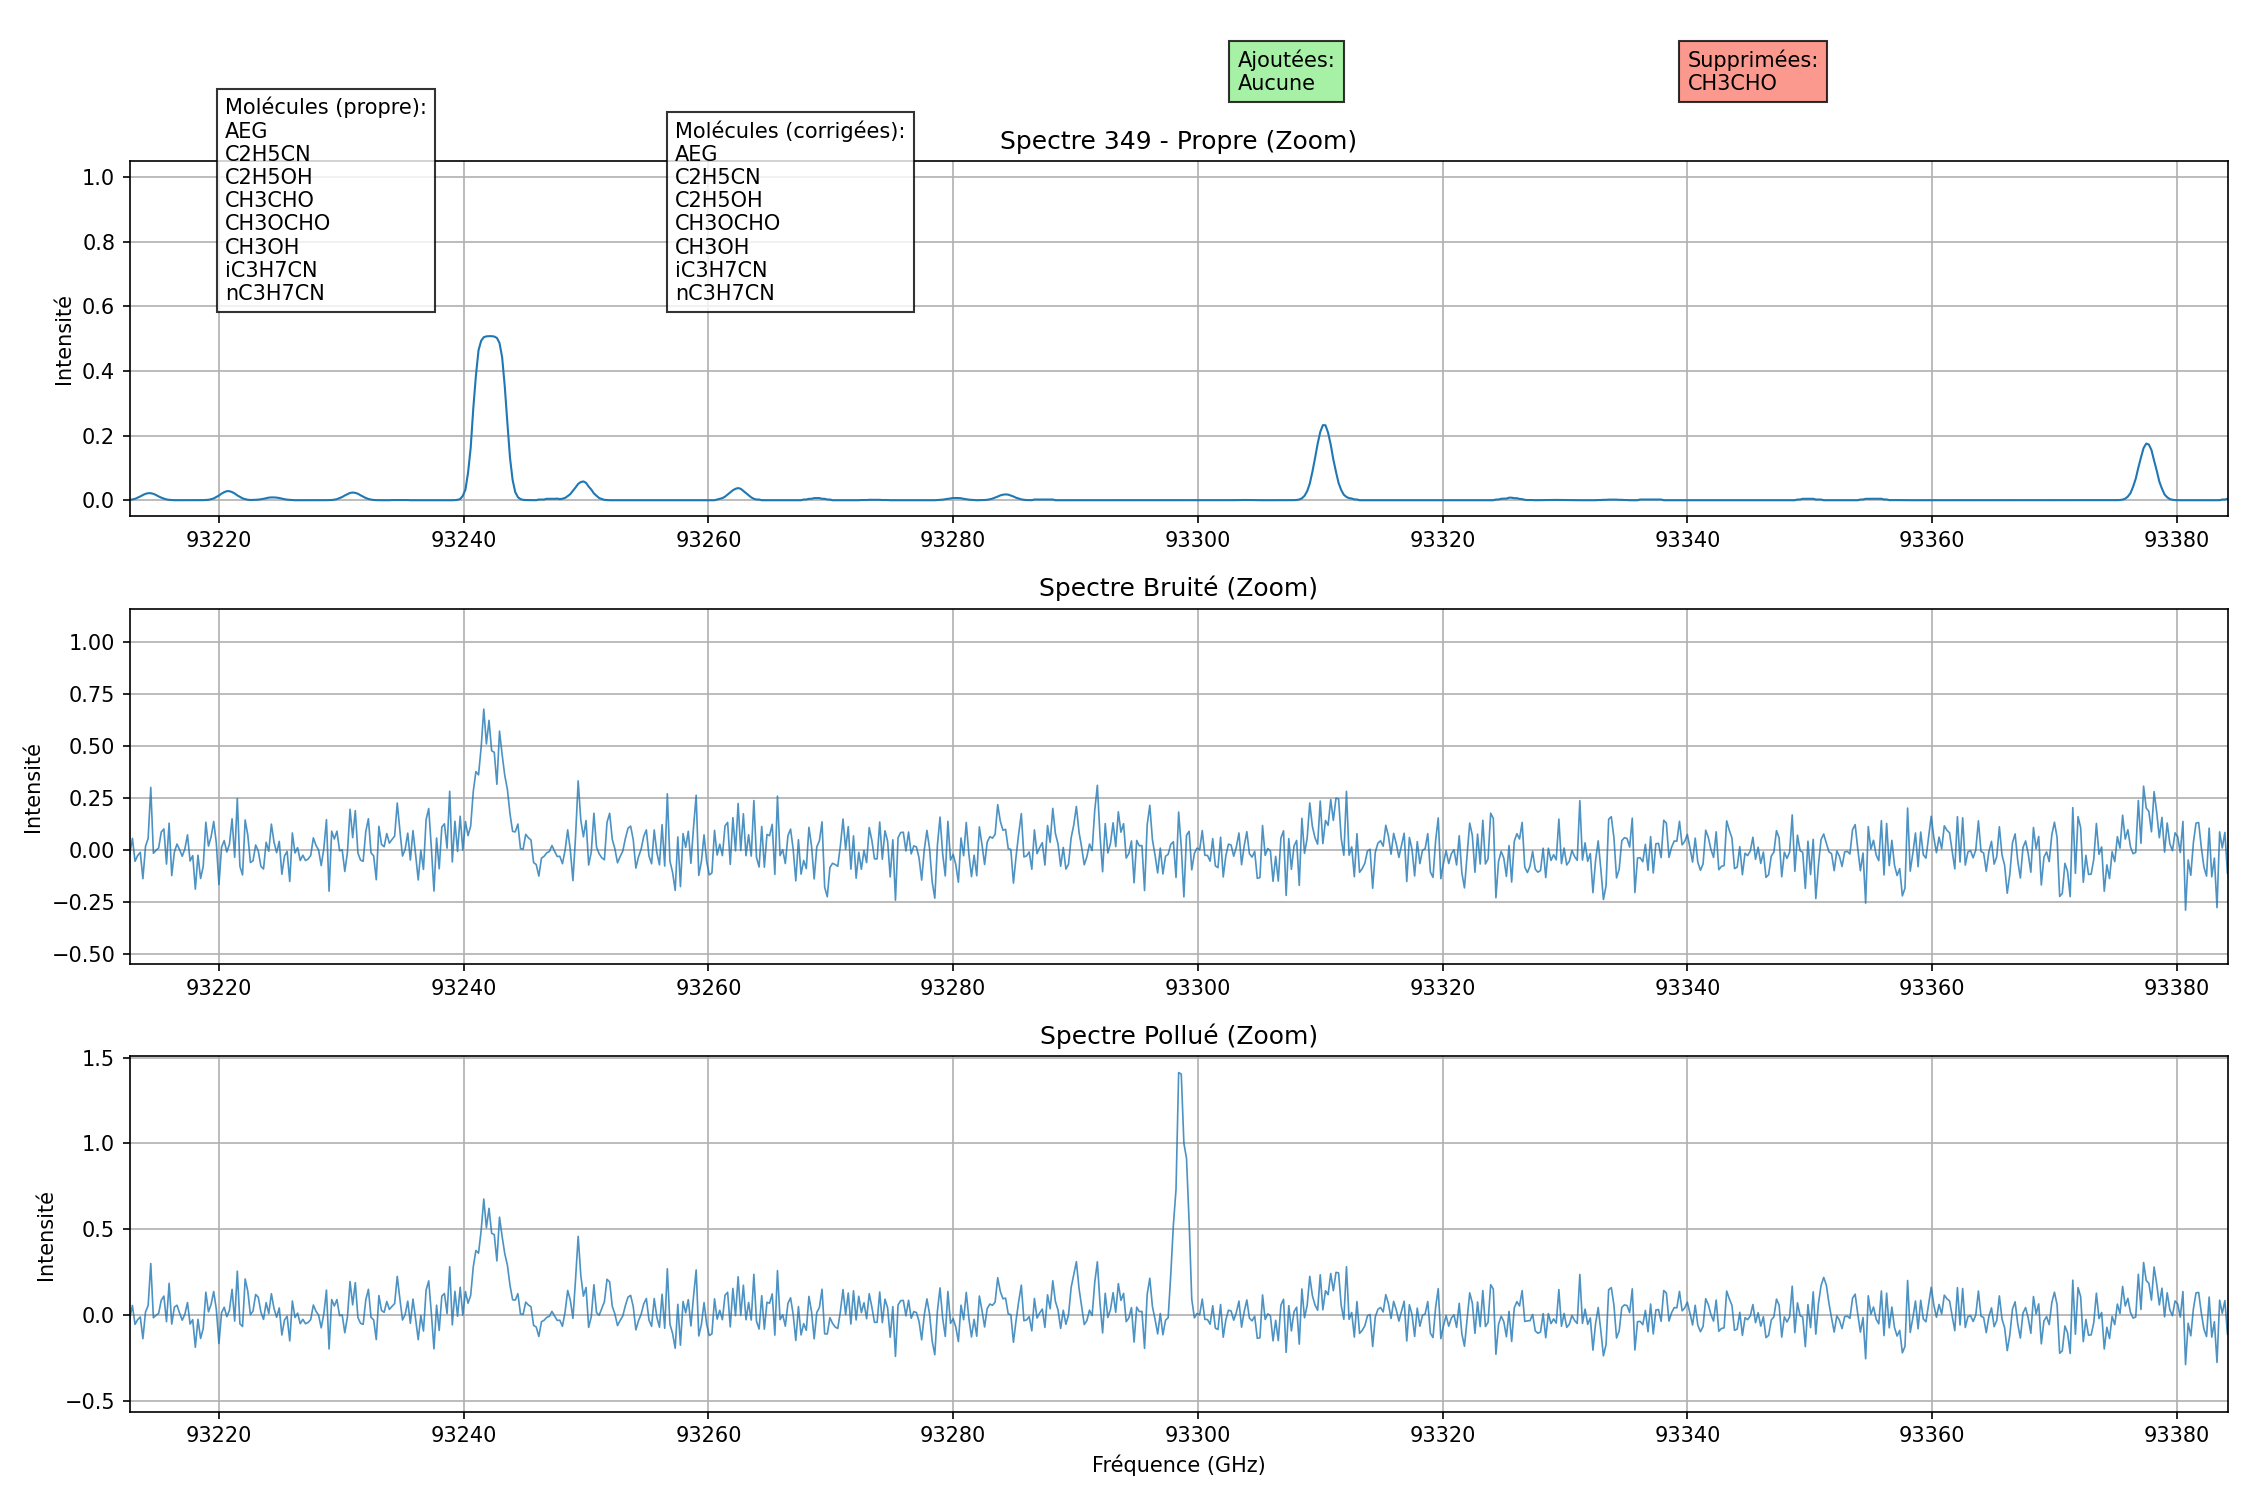 Ajoutées:
Aucune
Supprimées:
CH3CHO
Molécules (propre):
AEG
C2H5CN
C2H5OH
CH3CHO
CH3OCHO
CH3OH
iC3H7CN
nC3H7CN
Molécules (corrigées):
AEG
C2H5CN
C2H5OH
CH3OCHO
CH3OH
iC3H7CN
nC3H7CN
Spectre 349 - Propre (Zoom)
Intensité
1.0
0.8
0.6
0.4
0.2
0.0
93220 93240 93260 93280 93300 93320 93340 93360 93380
Spectre Bruité (Zoom)
Intensité
1.00
0.75
0.50
0.25
0.00
−0.25
−0.50
93220 93240 93260 93280 93300 93320 93340 93360 93380
Spectre Pollué (Zoom)
Intensité
1.5
1.0
0.5
0.0
−0.5
93220 93240 93260 93280 93300 93320 93340 93360 93380
Fréquence (GHz)